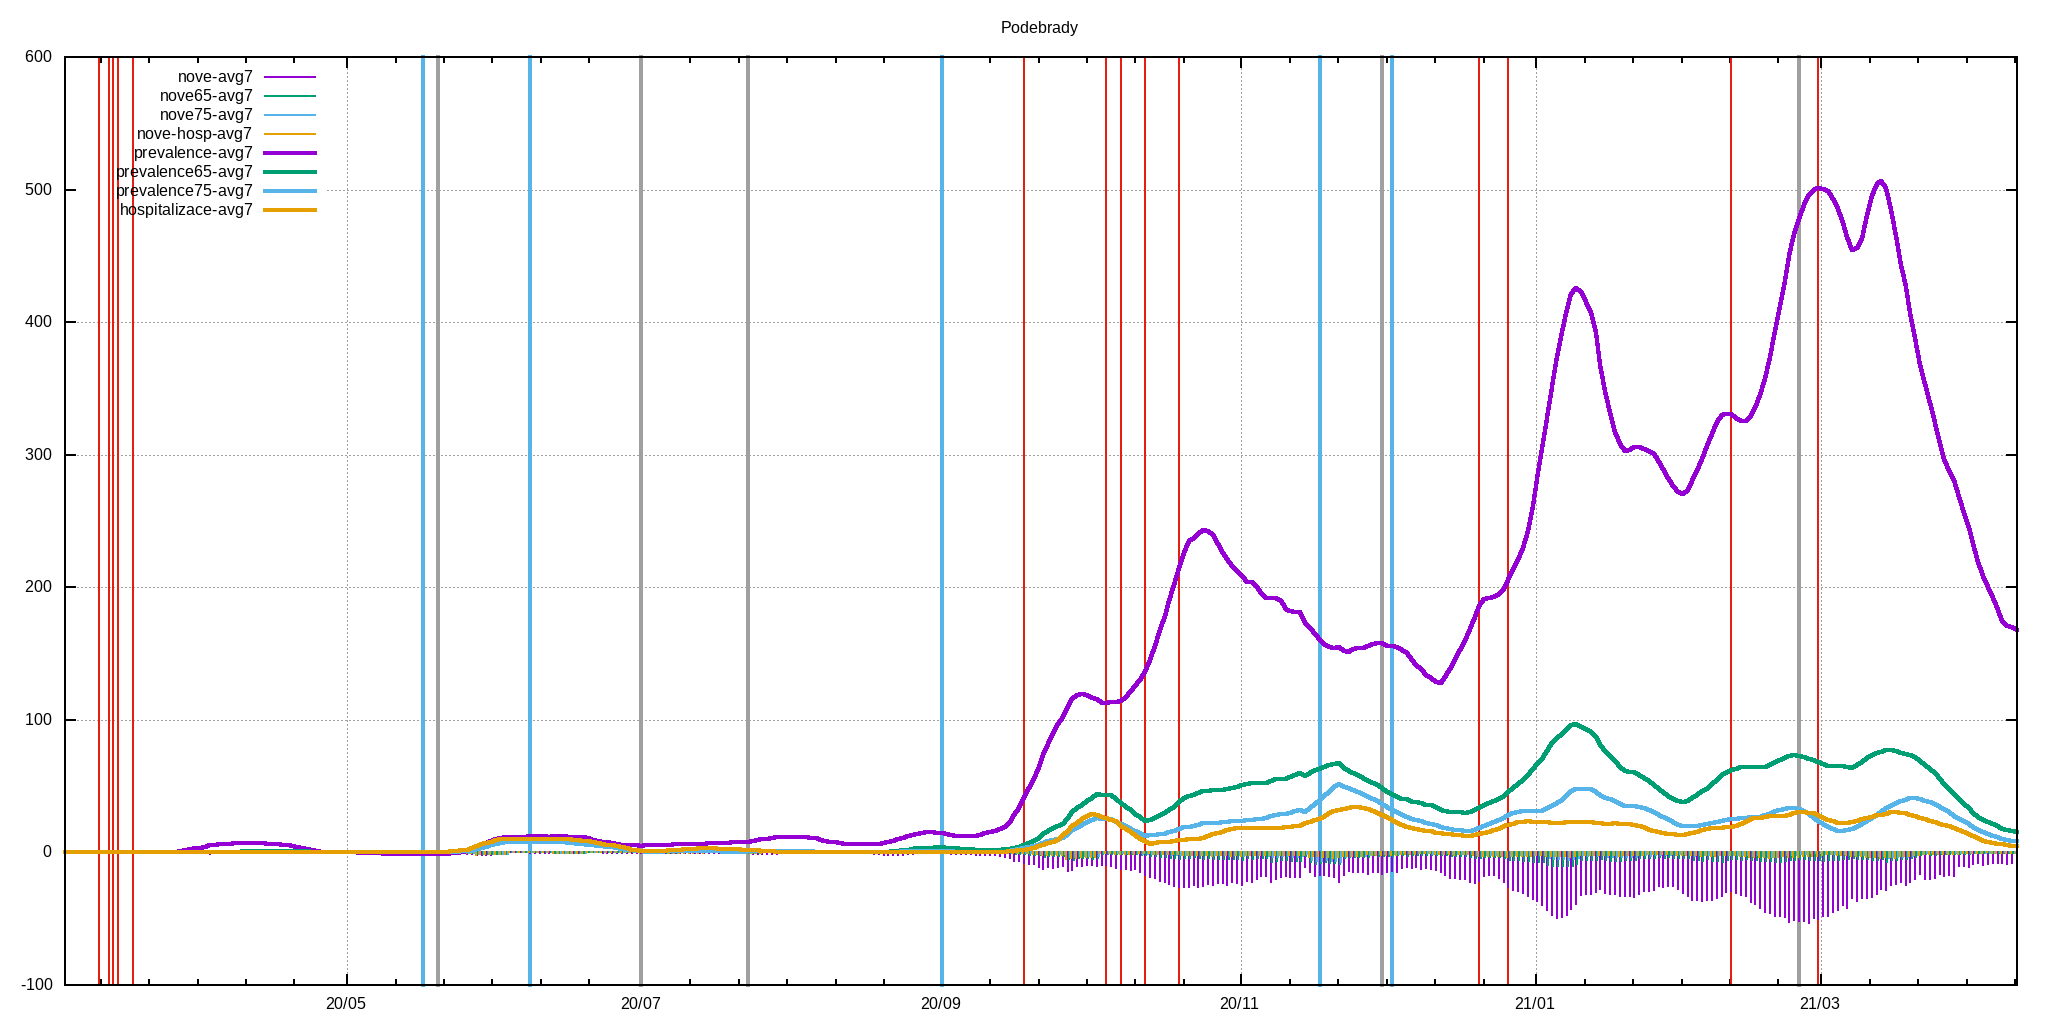 Podebrady
600
500
400
300
200
100
0
-100
nove-avg7
nove65-avg7
nove75-avg7
nove-hosp-avg7
prevalence-avg7
prevalence65-avg7
prevalence75-avg7
hospitalizace-avg7
20/05
20/07
20/09
20/11
21/01
21/03